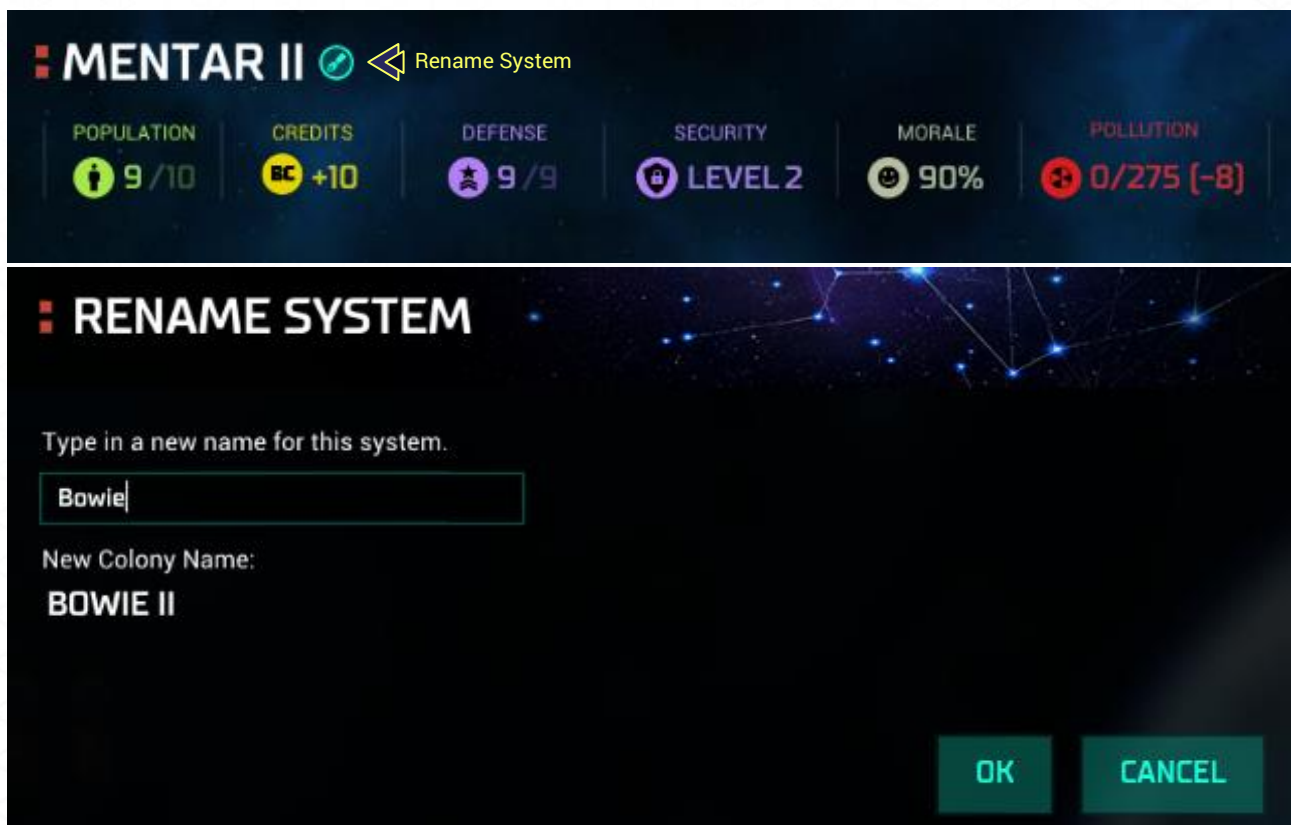 MENTAR II Rename System
POPULATION CREDITS DEFENSE SECURITY MORALE POLLUTION
9 /10 BC +10 9 /9 LEVEL 2 90% 0/275 (-8)
RENAME SYSTEM
Type in a new name for this system.
Bowie
New Colony Name:
BOWIE II
OK CANCEL